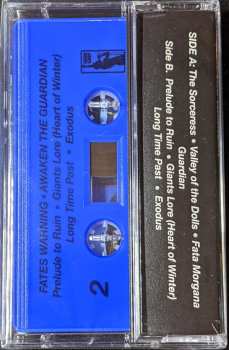 SIDE A: The Sorceress • Valley of the Dolls • Fata Morgana
Guardian
Side B. Prelude to Ruin • Giants Lore (Heart of Winter)
Long Time Past • Exodus
FATES WARNING • AWAKEN THE GUARDIAN
Prelude to Ruin • Giants Lore (Heart of Winter)
Long Time Past • Exodus
2